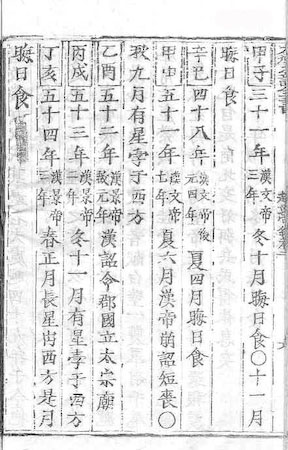 甲子三十一年漢文帝三年冬十月晦日食○十一月
晦日食
辛巳四十八年漢文帝後元四年夏四月晦日食
甲申五十一年漢文帝七年夏六月漢帝崩詔短喪○
秋九月有星孛于西方
乙酉五十二年漢景帝啟元年漢詔令郡國立太宗廟
丙戌五十三年漢景帝二年冬十一月有星孛于西方
丁亥五十四年漢景帝三年春正月長星出西方是月
晦日食